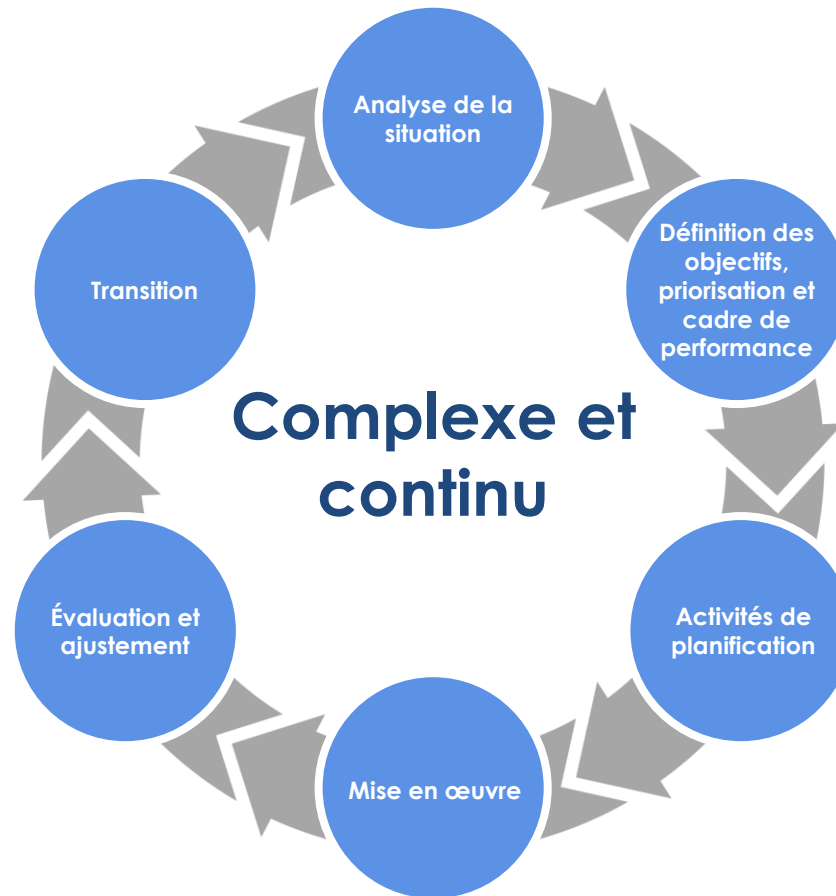 Analyse de la
situation
Définition des
objectifs,
priorisation et
cadre de
performance
Activités de
planification
Mise en œuvre
Évaluation et
ajustement
Transition
Complexe et
continu